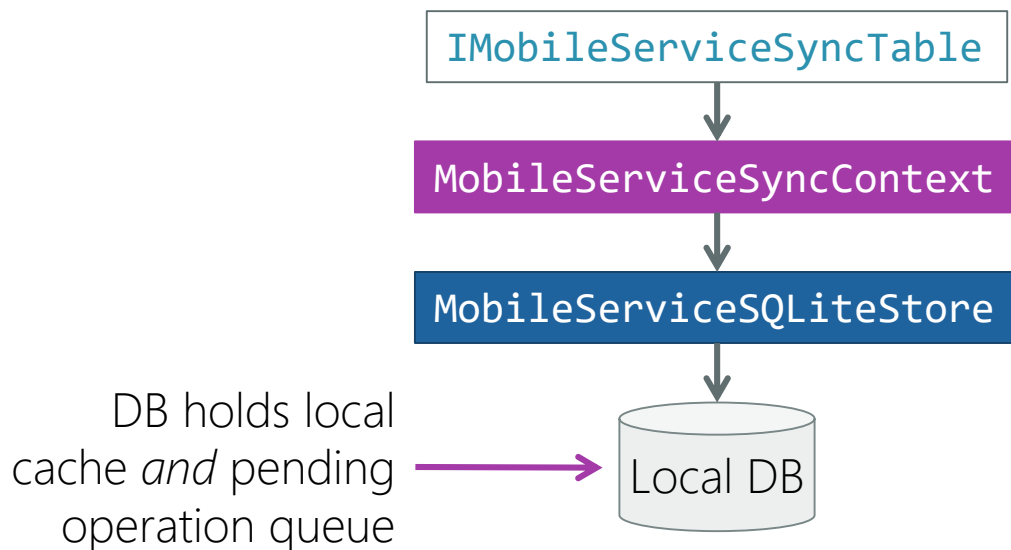 IMobileServiceSyncTable
MobileServiceSyncContext
MobileServiceSQLiteStore
DB holds local
cache and pending
operation queue
Local DB